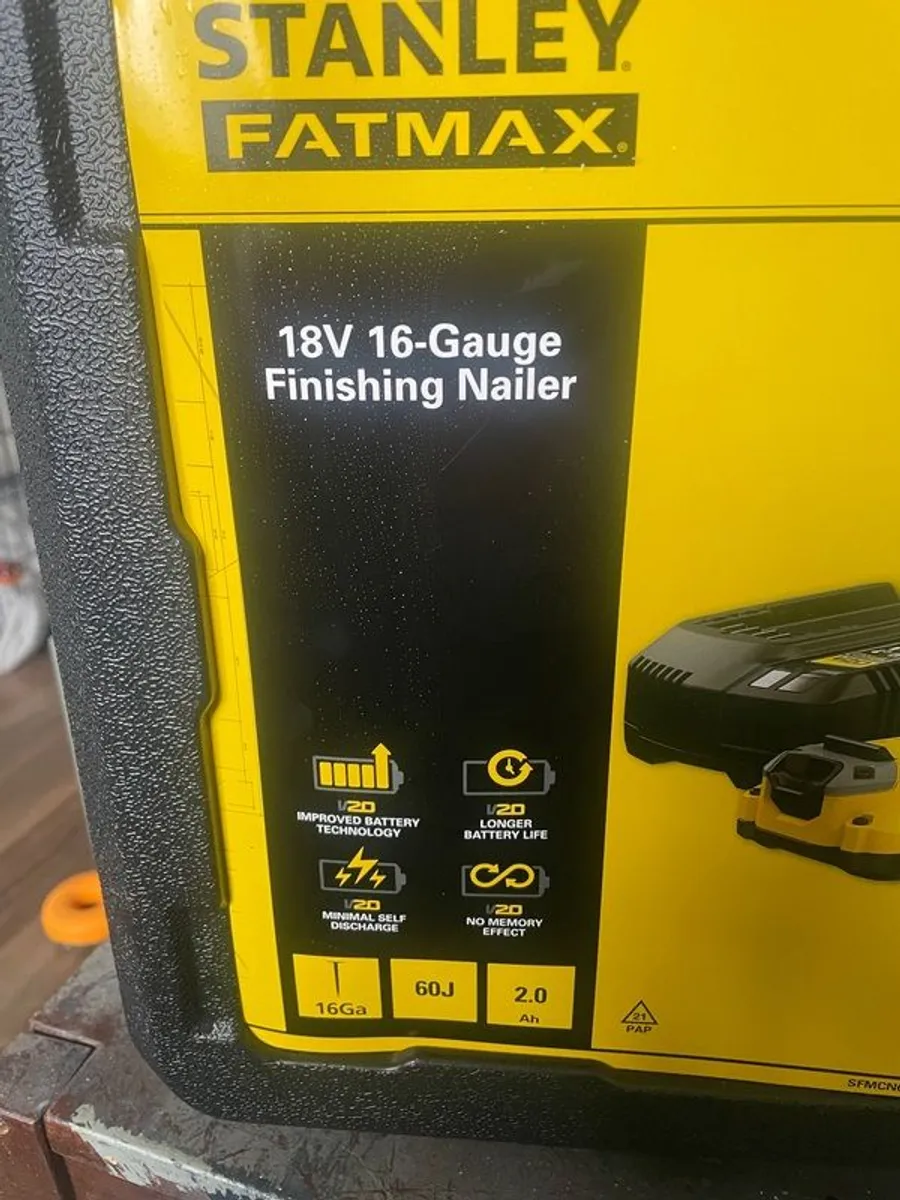 STANLEY®
FATMAX®
18V 16-Gauge
Finishing Nailer
V20
IMPROVED BATTERY
TECHNOLOGY
V20
LONGER
BATTERY LIFE
V20
MINIMAL SELF
DISCHARGE
V20
NO MEMORY
EFFECT
16Ga
60J
2.0
Ah
21
PAP